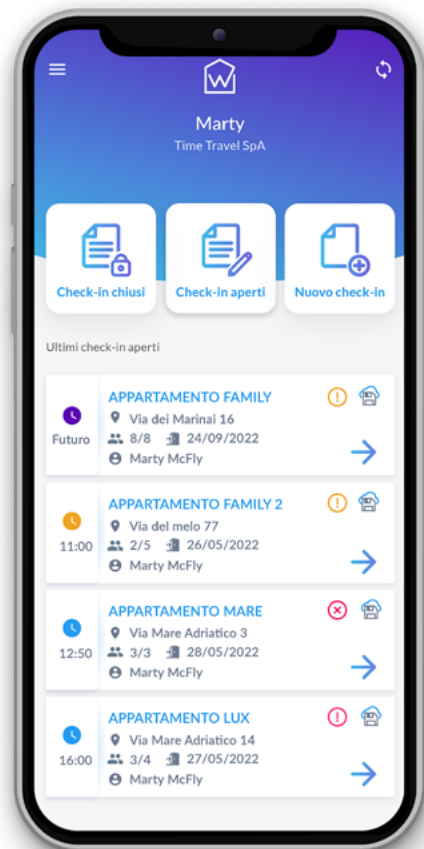 Marty
Time Travel SpA
Check-in chiusi
Check-in aperti
Nuovo check-in
Ultimi check-in aperti
APPARTAMENTO FAMILY
Via dei Marinai 16
Futuro
8/8 24/09/2022
Marty McFly
APPARTAMENTO FAMILY 2
Via del melo 77
11:00
2/5 26/05/2022
Marty McFly
APPARTAMENTO MARE
Via Mare Adriatico 3
12:50
3/3 28/05/2022
Marty McFly
APPARTAMENTO LUX
Via Mare Adriatico 14
16:00
3/4 27/05/2022
Marty McFly